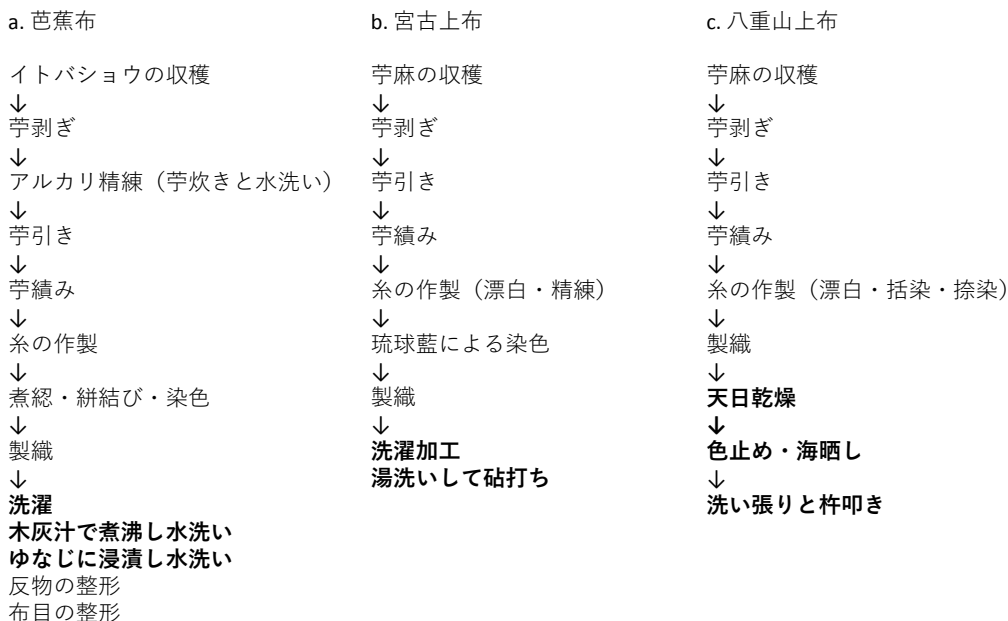 a. 芭蕉布
イトバショウの収穫
↓
苧剥ぎ
↓
アルカリ精練（苧炊きと水洗い）
↓
苧引き
↓
苧績み
↓
糸の作製
↓
煮綛・絣結び・染色
↓
製織
↓
洗濯
木灰汁で煮沸し水洗い
ゆなじに浸漬し水洗い
反物の整形
布目の整形
b. 宮古上布
苧麻の収穫
↓
苧剥ぎ
↓
苧引き
↓
苧績み
↓
糸の作製（漂白・精練）
↓
琉球藍による染色
↓
製織
↓
洗濯加工
湯洗いして砧打ち
c. 八重山上布
苧麻の収穫
↓
苧剥ぎ
↓
苧引き
↓
苧績み
↓
糸の作製（漂白・括染・捺染）
↓
製織
↓
天日乾燥
↓
色止め・海晒し
↓
洗い張りと杵叩き